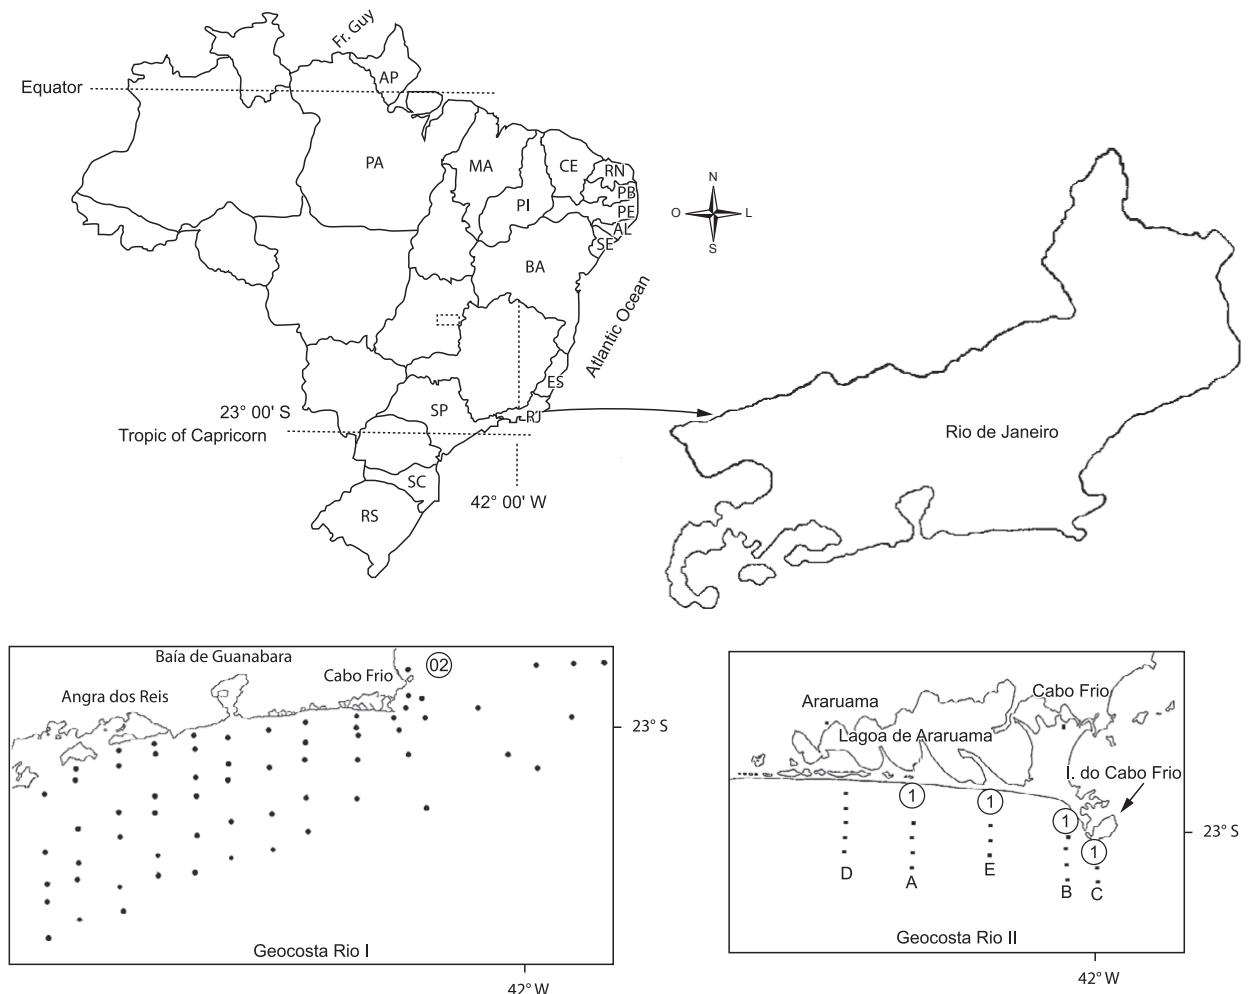 Fr. Guy
AP
Equator
PA
MA
CE
RN
PB
PI
PE
AL
SE
BA
N
O
L
S
Atlantic Ocean
ES
SP
RJ
23° 00' S
Tropic of Capricorn
42° 00' W
SC
RS
Rio de Janeiro
Baía de Guanabara
Cabo Frio
02
Angra dos Reis
23° S
Geocosta Rio I
42° W
Araruama
Cabo Frio
Lagoa de Araruama
I. do Cabo Frio
1
1
1
1
23° S
D
A
E
B
C
Geocosta Rio II
42° W